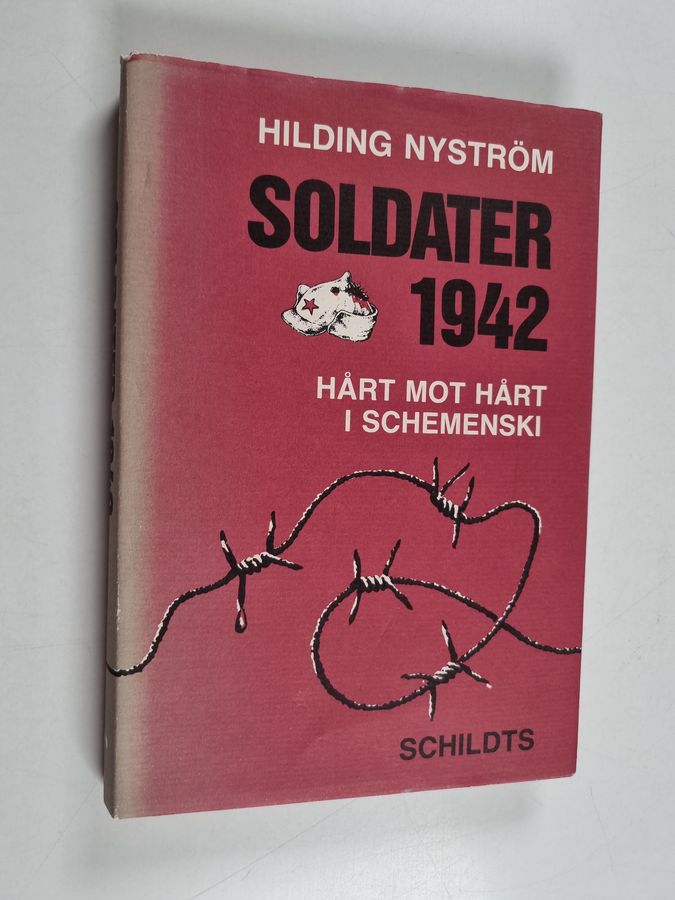 HILDING NYSTRÖM
SOLDATER
1942
HÅRT MOT HÅRT
I SCHEMENSKI
SCHILDTS